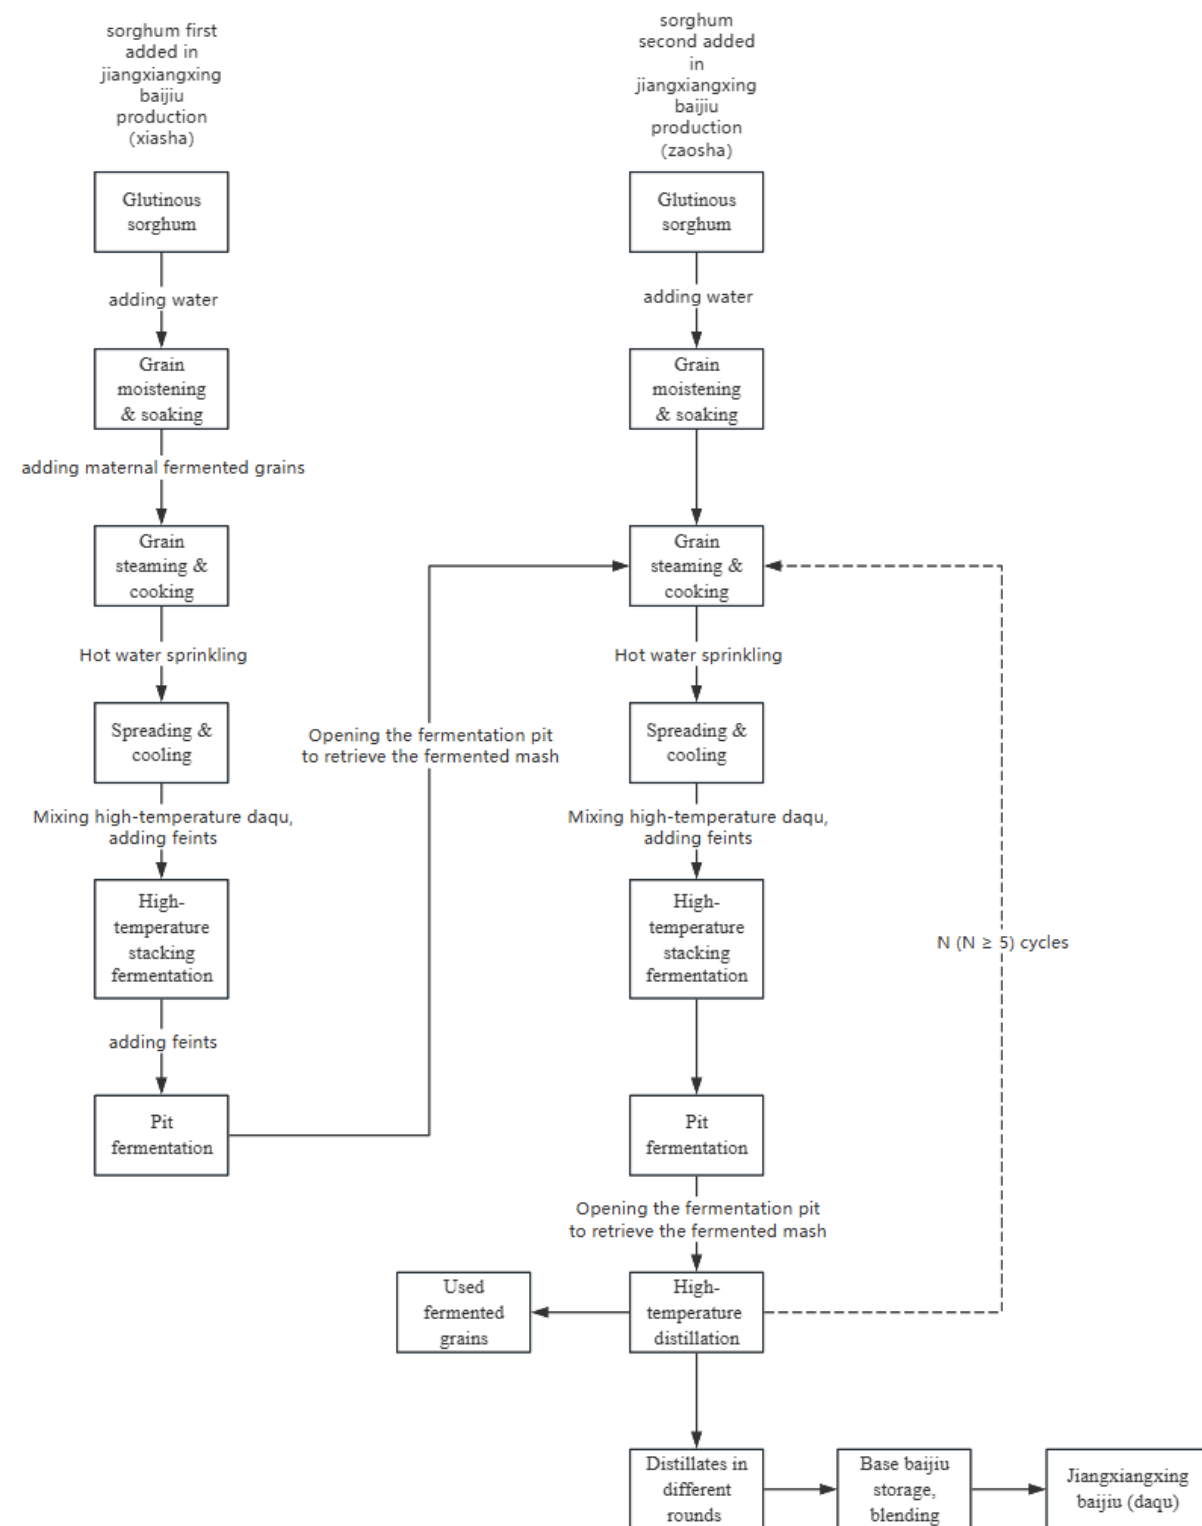 sorghum first
added in
jiangxiangxing
baijiu
production
(xiasha)
Glutinous
sorghum
adding water
Grain
moistening
& soaking
adding maternal fermented grains
Grain
steaming &
cooking
Hot water sprinkling
Spreading &
cooling
Mixing high-temperature daqu,
adding feints
High-
temperature
stacking
fermentation
adding feints
Pit
fermentation
Opening the fermentation pit
to retrieve the fermented mash
sorghum
second added
in
jiangxiangxing
baijiu
production
(zaosha)
Glutinous
sorghum
adding water
Grain
moistening
& soaking
Grain
steaming &
cooking
Hot water sprinkling
Spreading &
cooling
Mixing high-temperature daqu,
adding feints
High-
temperature
stacking
fermentation
Pit
fermentation
Opening the fermentation pit
to retrieve the fermented mash
High-
temperature
distillation
N (N ≥ 5) cycles
Used
fermented
grains
Distillates in
different
rounds
Base baijiu
storage,
blending
Jiangxiangxing
baijiu (daqu)